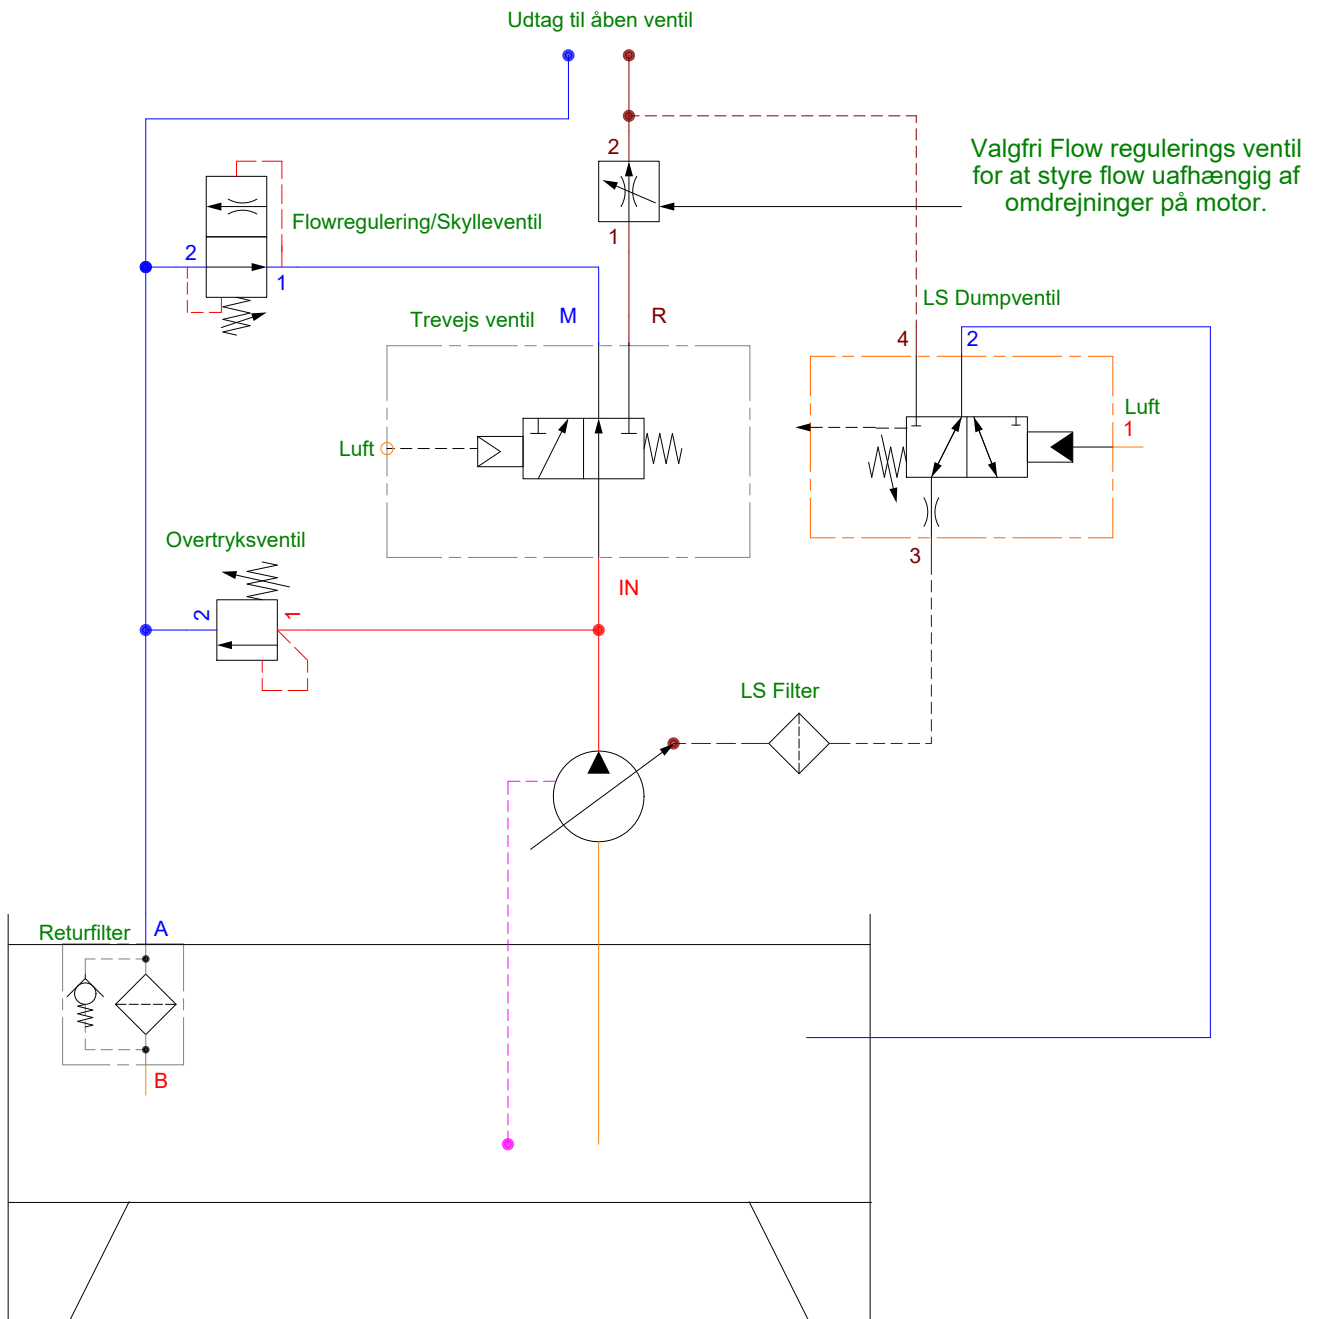 Udtag til åben ventil
Valgfri Flow regulerings ventil
for at styre flow uafhængig af
omdrejninger på motor.
2
1
Flowregulering/Skylleventil
2
1
Trevejs ventil
M
R
LS Dumpventil
4
2
Luft
1
Luft
3
Overtryksventil
2
1
IN
LS Filter
Returfilter
A
B